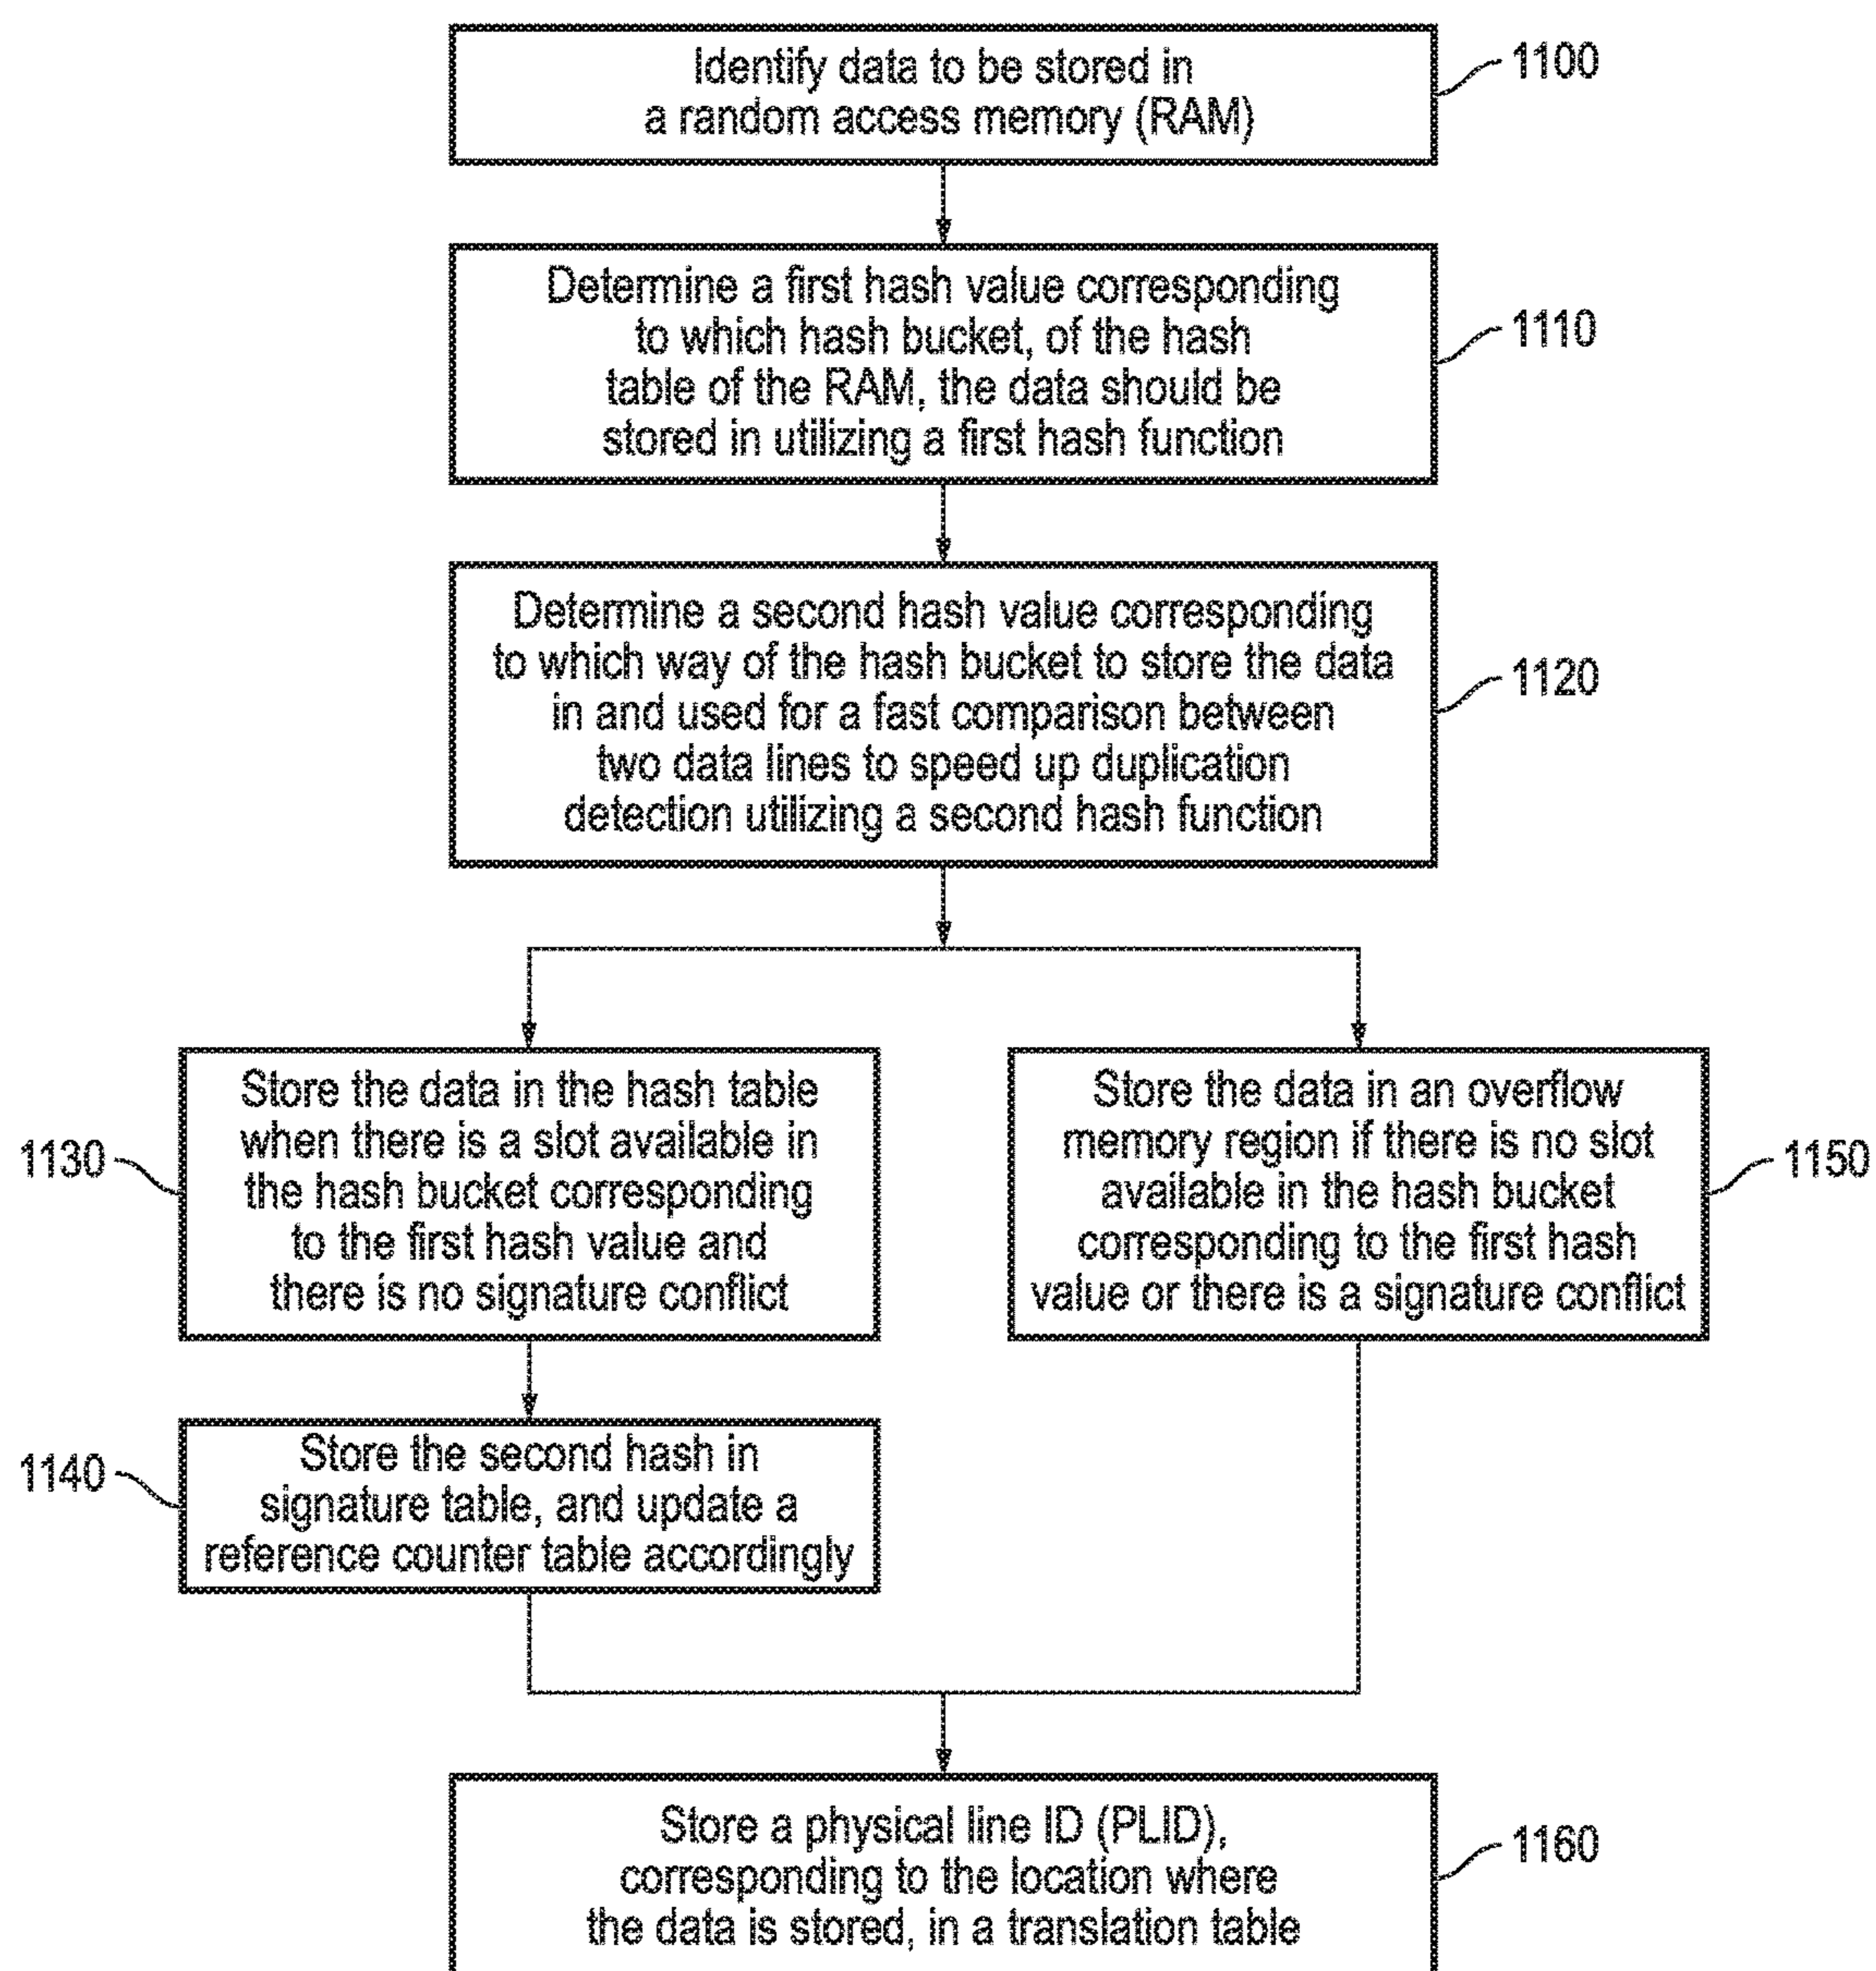 Identify data to be stored in
a random access memory (RAM)
1100
Determine a first hash value corresponding
to which hash bucket, of the hash
table of the RAM, the data should be
stored in utilizing a first hash function
1110
Determine a second hash value corresponding
to which way of the hash bucket to store the data
in and used for a fast comparison between
two data lines to speed up duplication
detection utilizing a second hash function
1120
Store the data in the hash table
when there is a slot available in
the hash bucket corresponding
to the first hash value and
there is no signature conflict
1130
Store the data in an overflow
memory region if there is no slot
available in the hash bucket
corresponding to the first hash
value or there is a signature conflict
1150
Store the second hash in
signature table, and update a
reference counter table accordingly
1140
Store a physical line ID (PLID),
corresponding to the location where
the data is stored, in a translation table
1160